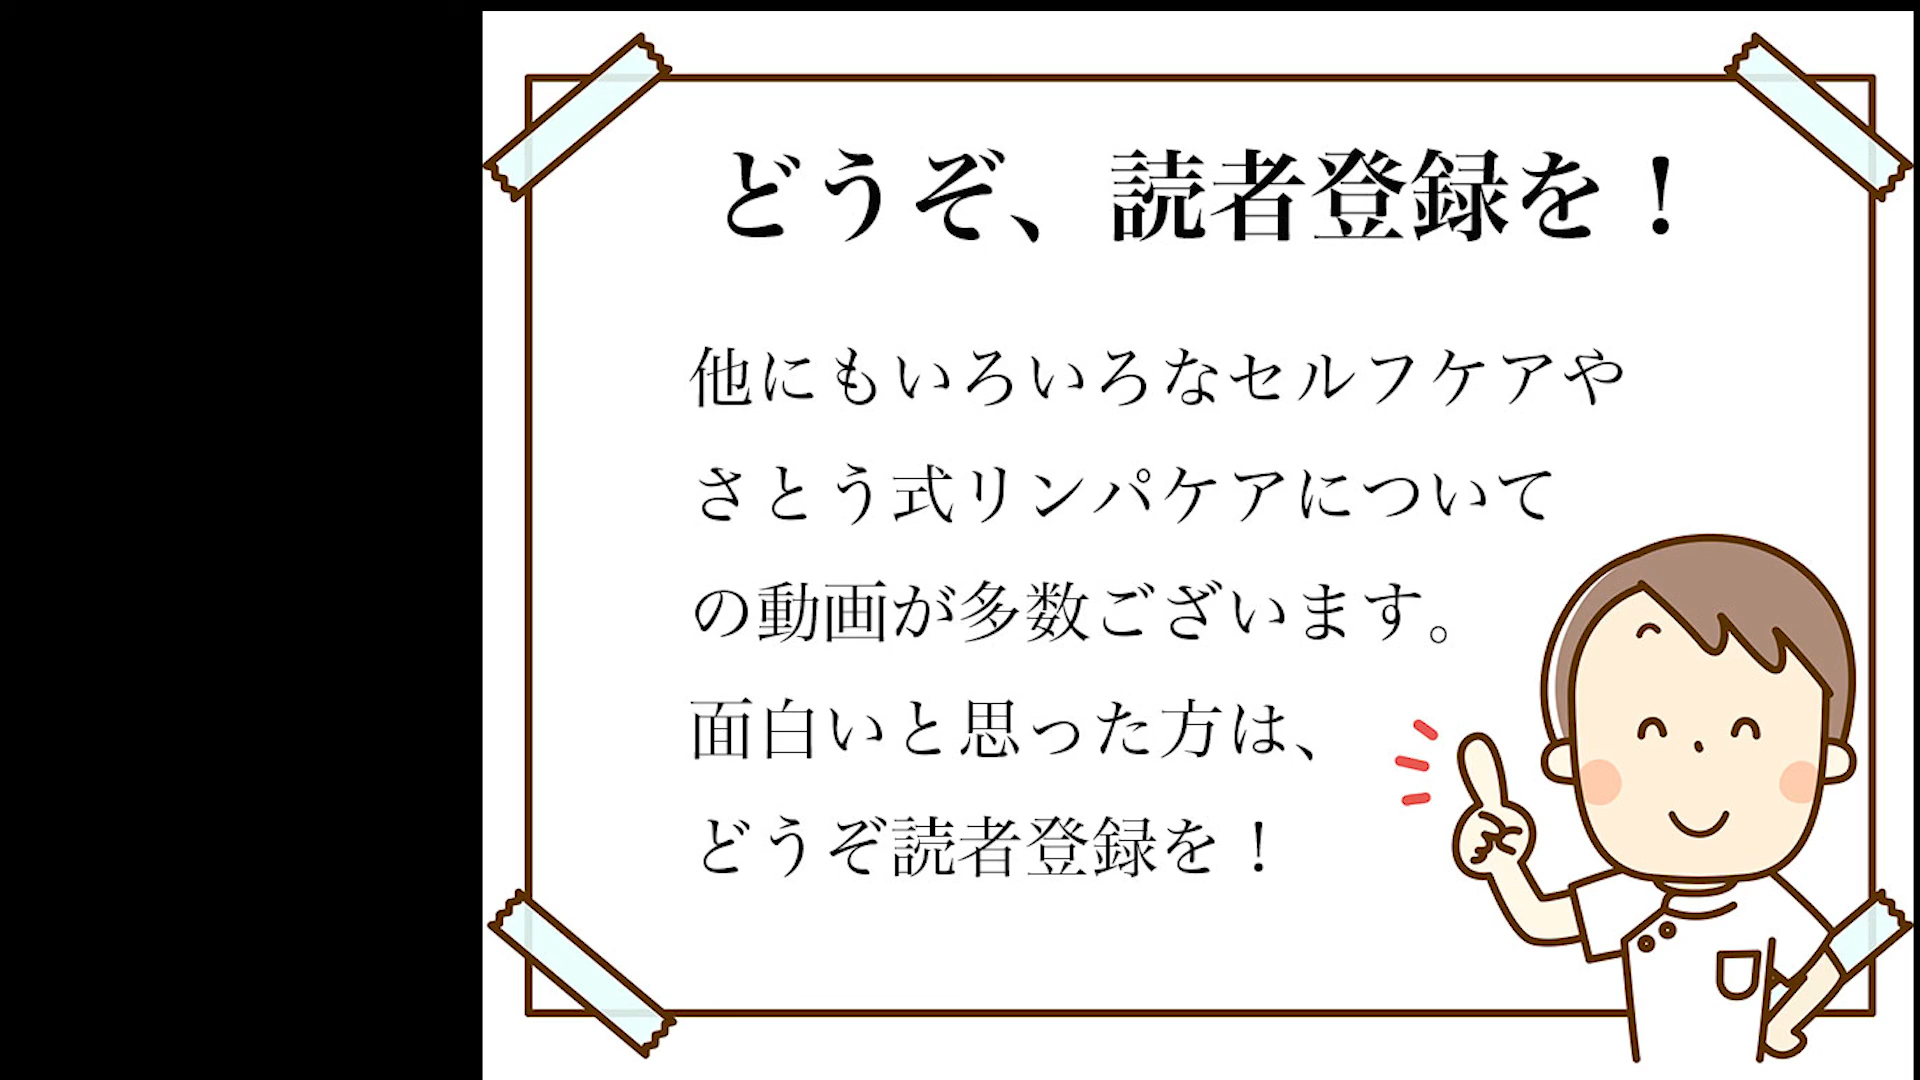 どうぞ、読者登録を！
他にもいろいろなセルフケアや
さとう式リンパケアについて
の動画が多数ございます。
面白いと思った方は、
どうぞ読者登録を！